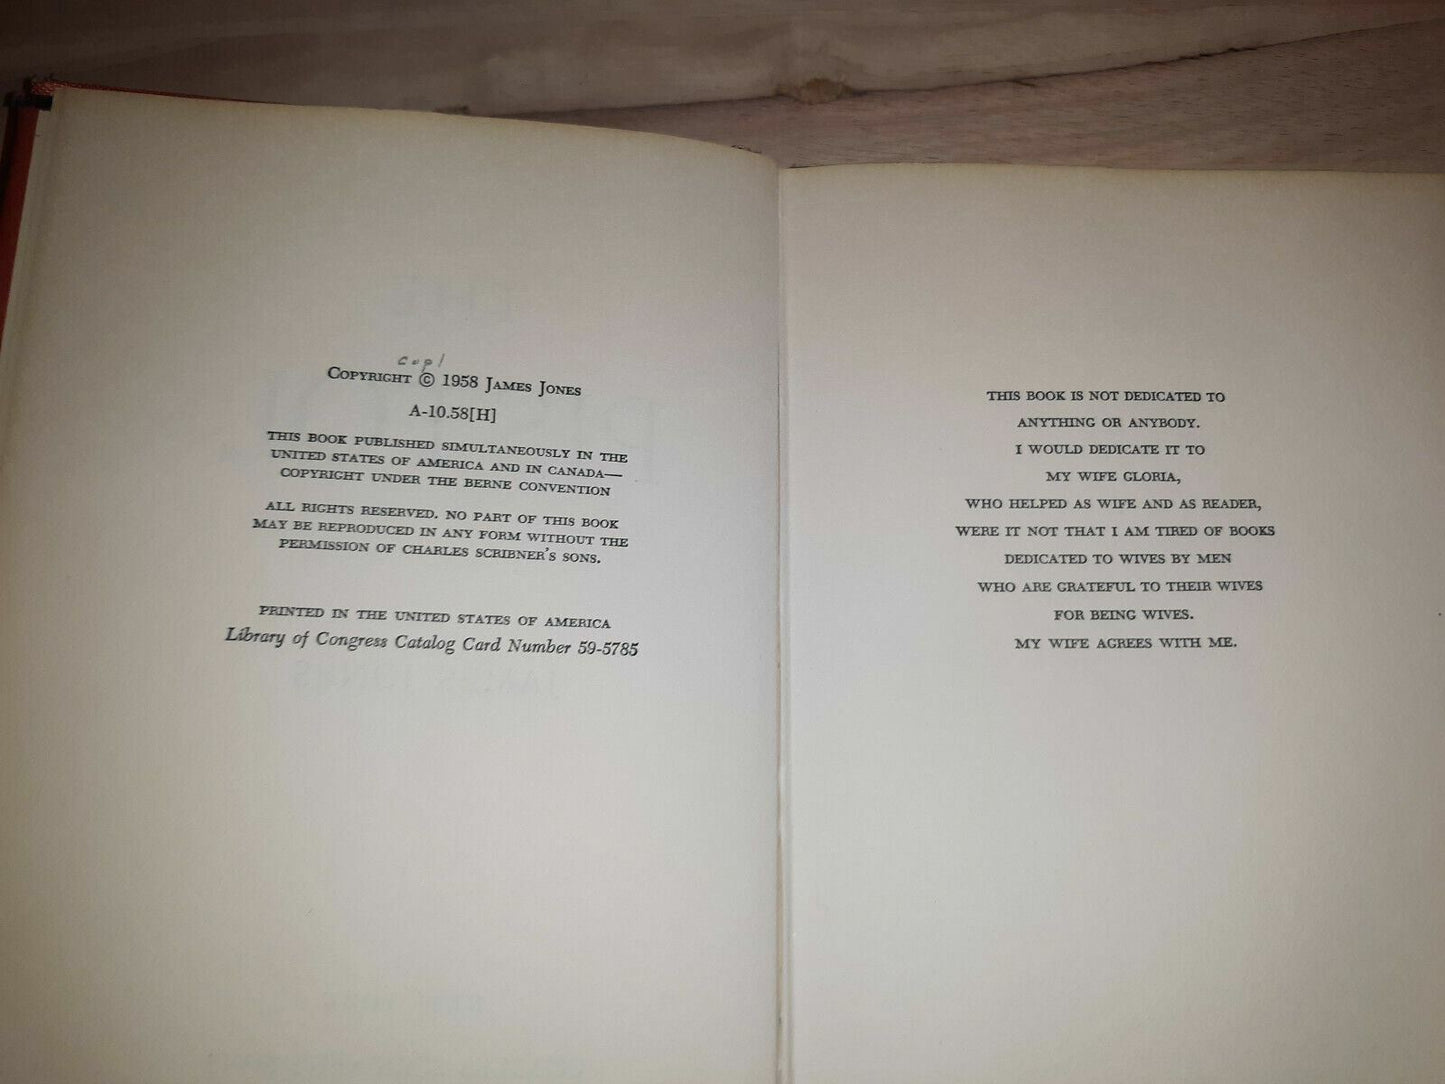 cop 1
COPYRIGHT © 1958 JAMES JONES
A-10.58[H]
THIS BOOK PUBLISHED SIMULTANEOUSLY IN THE
UNITED STATES OF AMERICA AND IN CANADA—
COPYRIGHT UNDER THE BERNE CONVENTION
ALL RIGHTS RESERVED. NO PART OF THIS BOOK
MAY BE REPRODUCED IN ANY FORM WITHOUT THE
PERMISSION OF CHARLES SCRIBNER'S SONS.
PRINTED IN THE UNITED STATES OF AMERICA
Library of Congress Catalog Card Number 59-5785
THIS BOOK IS NOT DEDICATED TO
ANYTHING OR ANYBODY.
I WOULD DEDICATE IT TO
MY WIFE GLORIA,
WHO HELPED AS WIFE AND AS READER,
WERE IT NOT THAT I AM TIRED OF BOOKS
DEDICATED TO WIVES BY MEN
WHO ARE GRATEFUL TO THEIR WIVES
FOR BEING WIVES.
MY WIFE AGREES WITH ME.